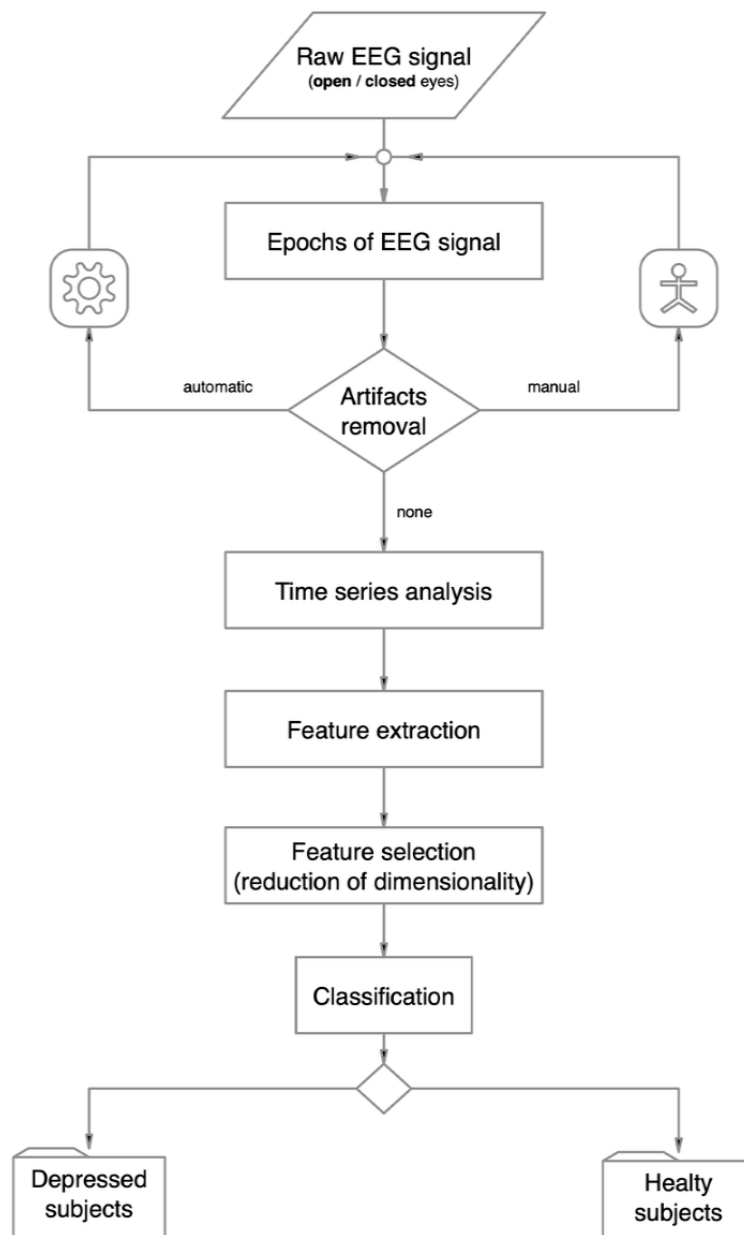 Raw EEG signal
(open / closed eyes)
Epochs of EEG signal
automatic
Artifacts
removal
manual
none
Time series analysis
Feature extraction
Feature selection
(reduction of dimensionality)
Classification
Depressed
subjects
Healty
subjects